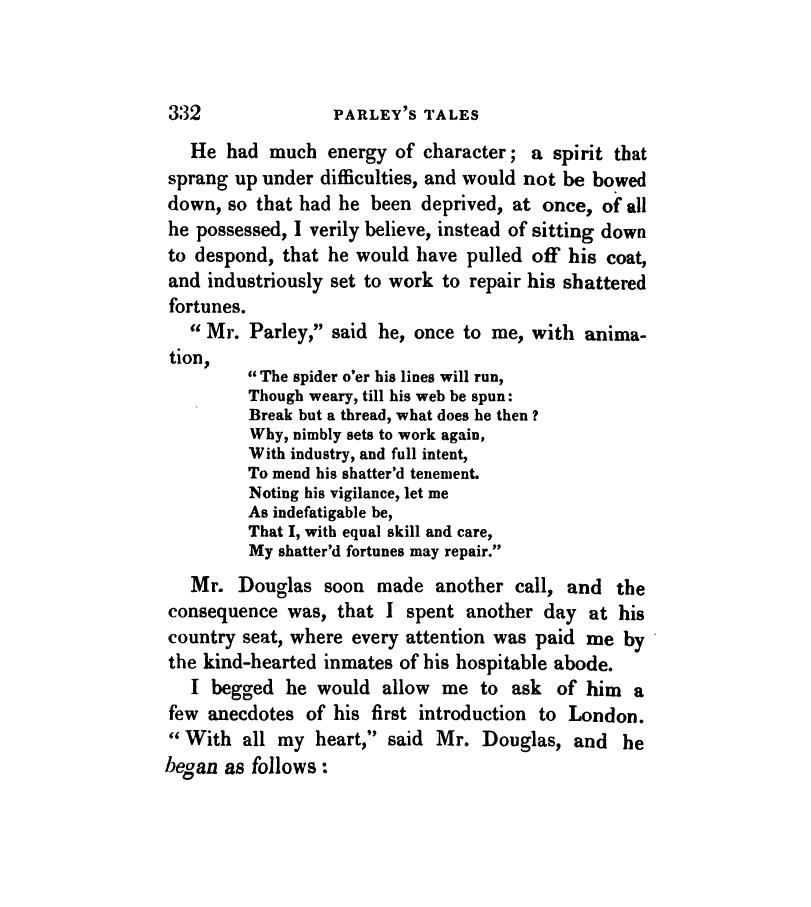 332 PARLEY'S TALES
He had much energy of character; a spirit that
sprang up under difficulties, and would not be bowed
down, so that had he been deprived, at once, of all
he possessed, I verily believe, instead of sitting down
to despond, that he would have pulled off his coat,
and industriously set to work to repair his shattered
fortunes.
"Mr. Parley," said he, once to me, with anima-
tion,
"The spider o'er his lines will run,
Though weary, till his web be spun:
Break but a thread, what does he then?
Why, nimbly sets to work again,
With industry, and full intent,
To mend his shatter'd tenement.
Noting his vigilance, let me
As indefatigable be,
That I, with equal skill and care,
My shatter'd fortunes may repair."
Mr. Douglas soon made another call, and the
consequence was, that I spent another day at his
country seat, where every attention was paid me by
the kind-hearted inmates of his hospitable abode.
I begged he would allow me to ask of him a
few anecdotes of his first introduction to London.
"With all my heart," said Mr. Douglas, and he
began as follows: